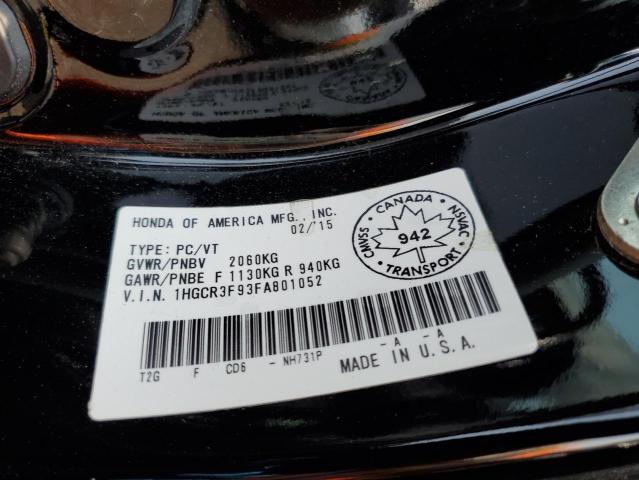 HONDA OF AMERICA MFG., INC.
02/'15
TYPE: PC/VT
GVWR/PNBV 2060KG
GAWR/PNBE F 1130KG R 940KG
V.I.N. 1HGCR3F93FA801052
CANADA
CMVSS 942 NSVAC
TRANSPORT
T2G F CD6 - NH731P -A -A
MADE IN U.S.A.